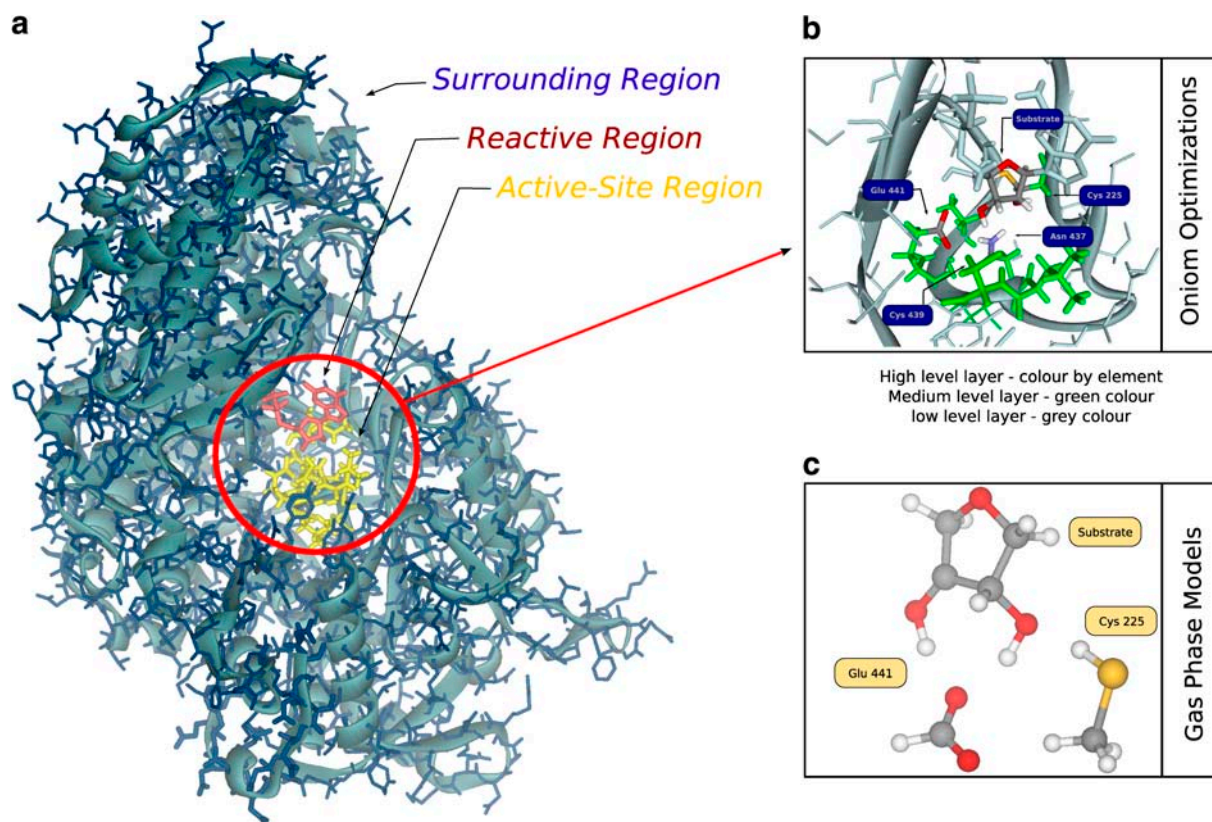 a
Surrounding Region
Reactive Region
Active-Site Region
b
Substrate
Glu 441
Cys 225
Asn 437
Cys 439
Oniom Optimizations
High level layer - colour by element
Medium level layer - green colour
low level layer - grey colour
c
Substrate
Cys 225
Glu 441
Gas Phase Models